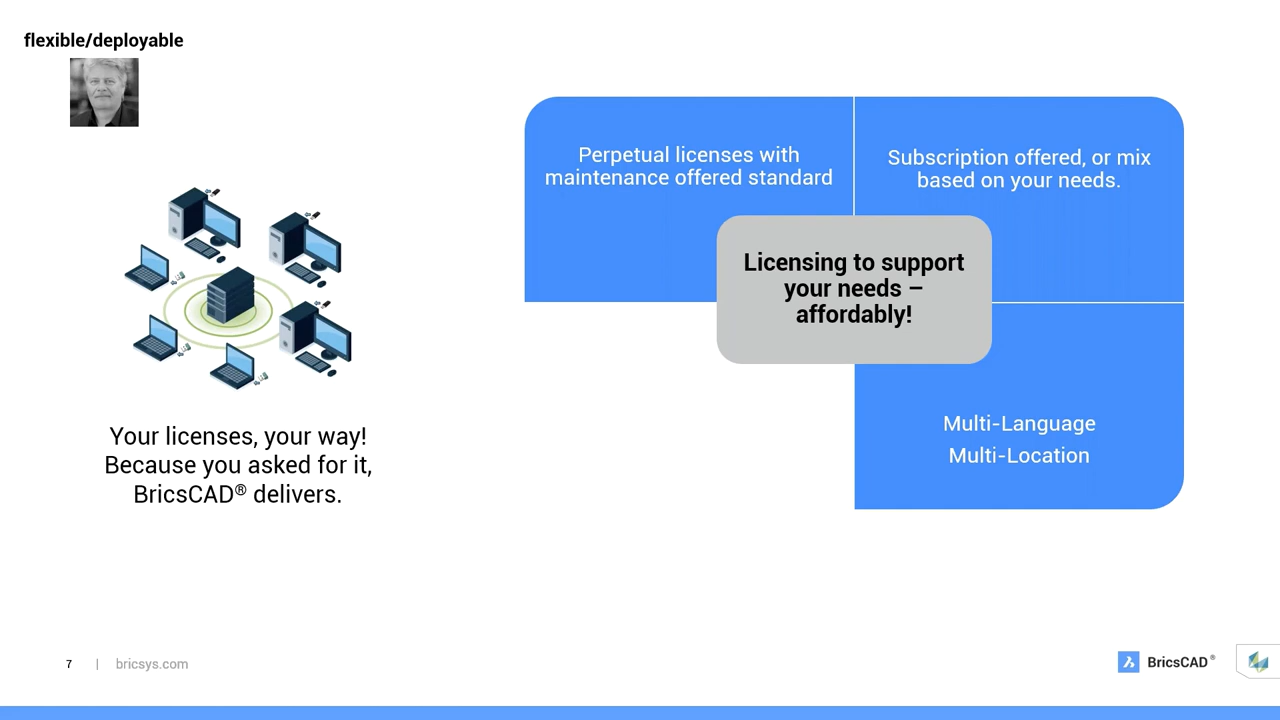 flexible/deployable
Perpetual licenses with
maintenance offered standard
Subscription offered, or mix
based on your needs.
Licensing to support
your needs –
affordably!
Multi-Language
Multi-Location
Your licenses, your way!
Because you asked for it,
BricsCAD® delivers.
7 | bricsys.com
BricsCAD®